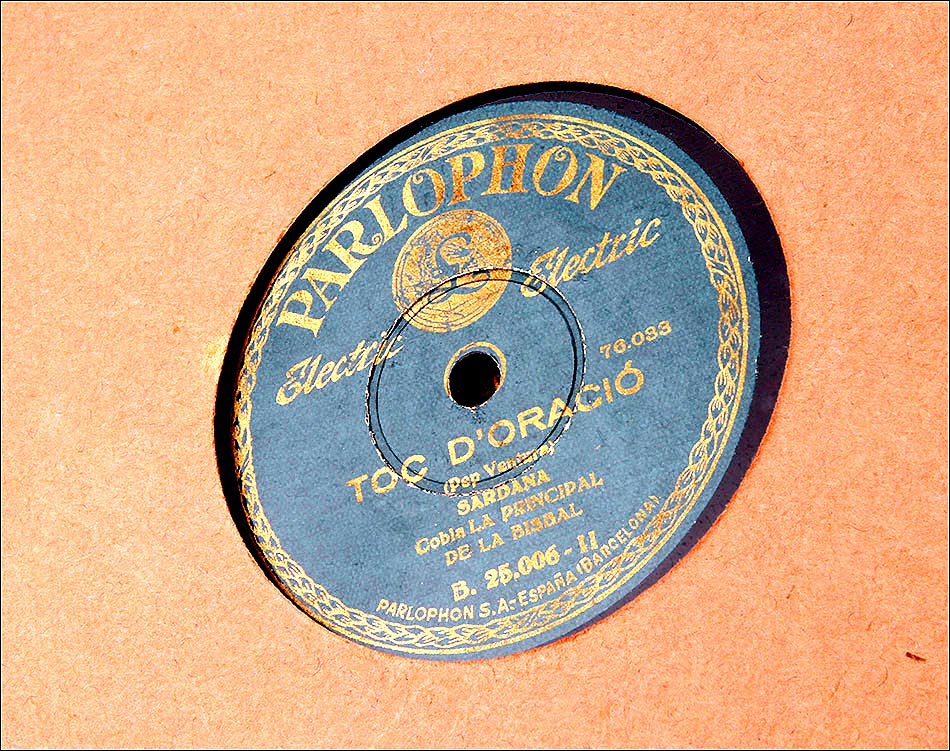 PARLOPHON
Electric Electric
76.033
TOC D'ORACIÓ
(Pep Ventura)
SARDANA
Cobla LA PRINCIPAL
DE LA BISBAL
B. 25.006 - II
PARLOPHON S.A.-ESPAÑA (BARCELONA)